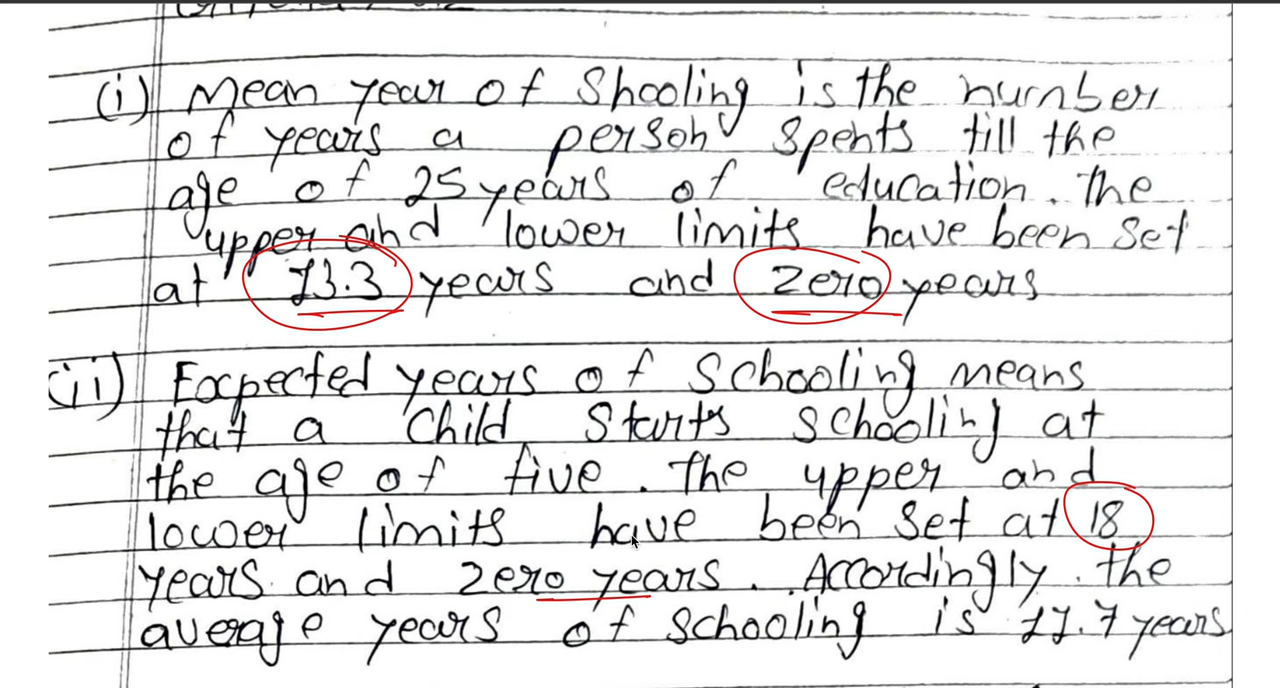 (i) Mean year of Shooling is the number
of years a person spents till the
age of 25 years of education. The
upper and lower limits have been set
at 13.3 years and zero years
(ii) Expected years of Schooling means
that a child starts schooling at
the age of five. The upper and
lower limits have been set at 18
years and zero years. Accordingly. the
average years of schooling is 11.7 years